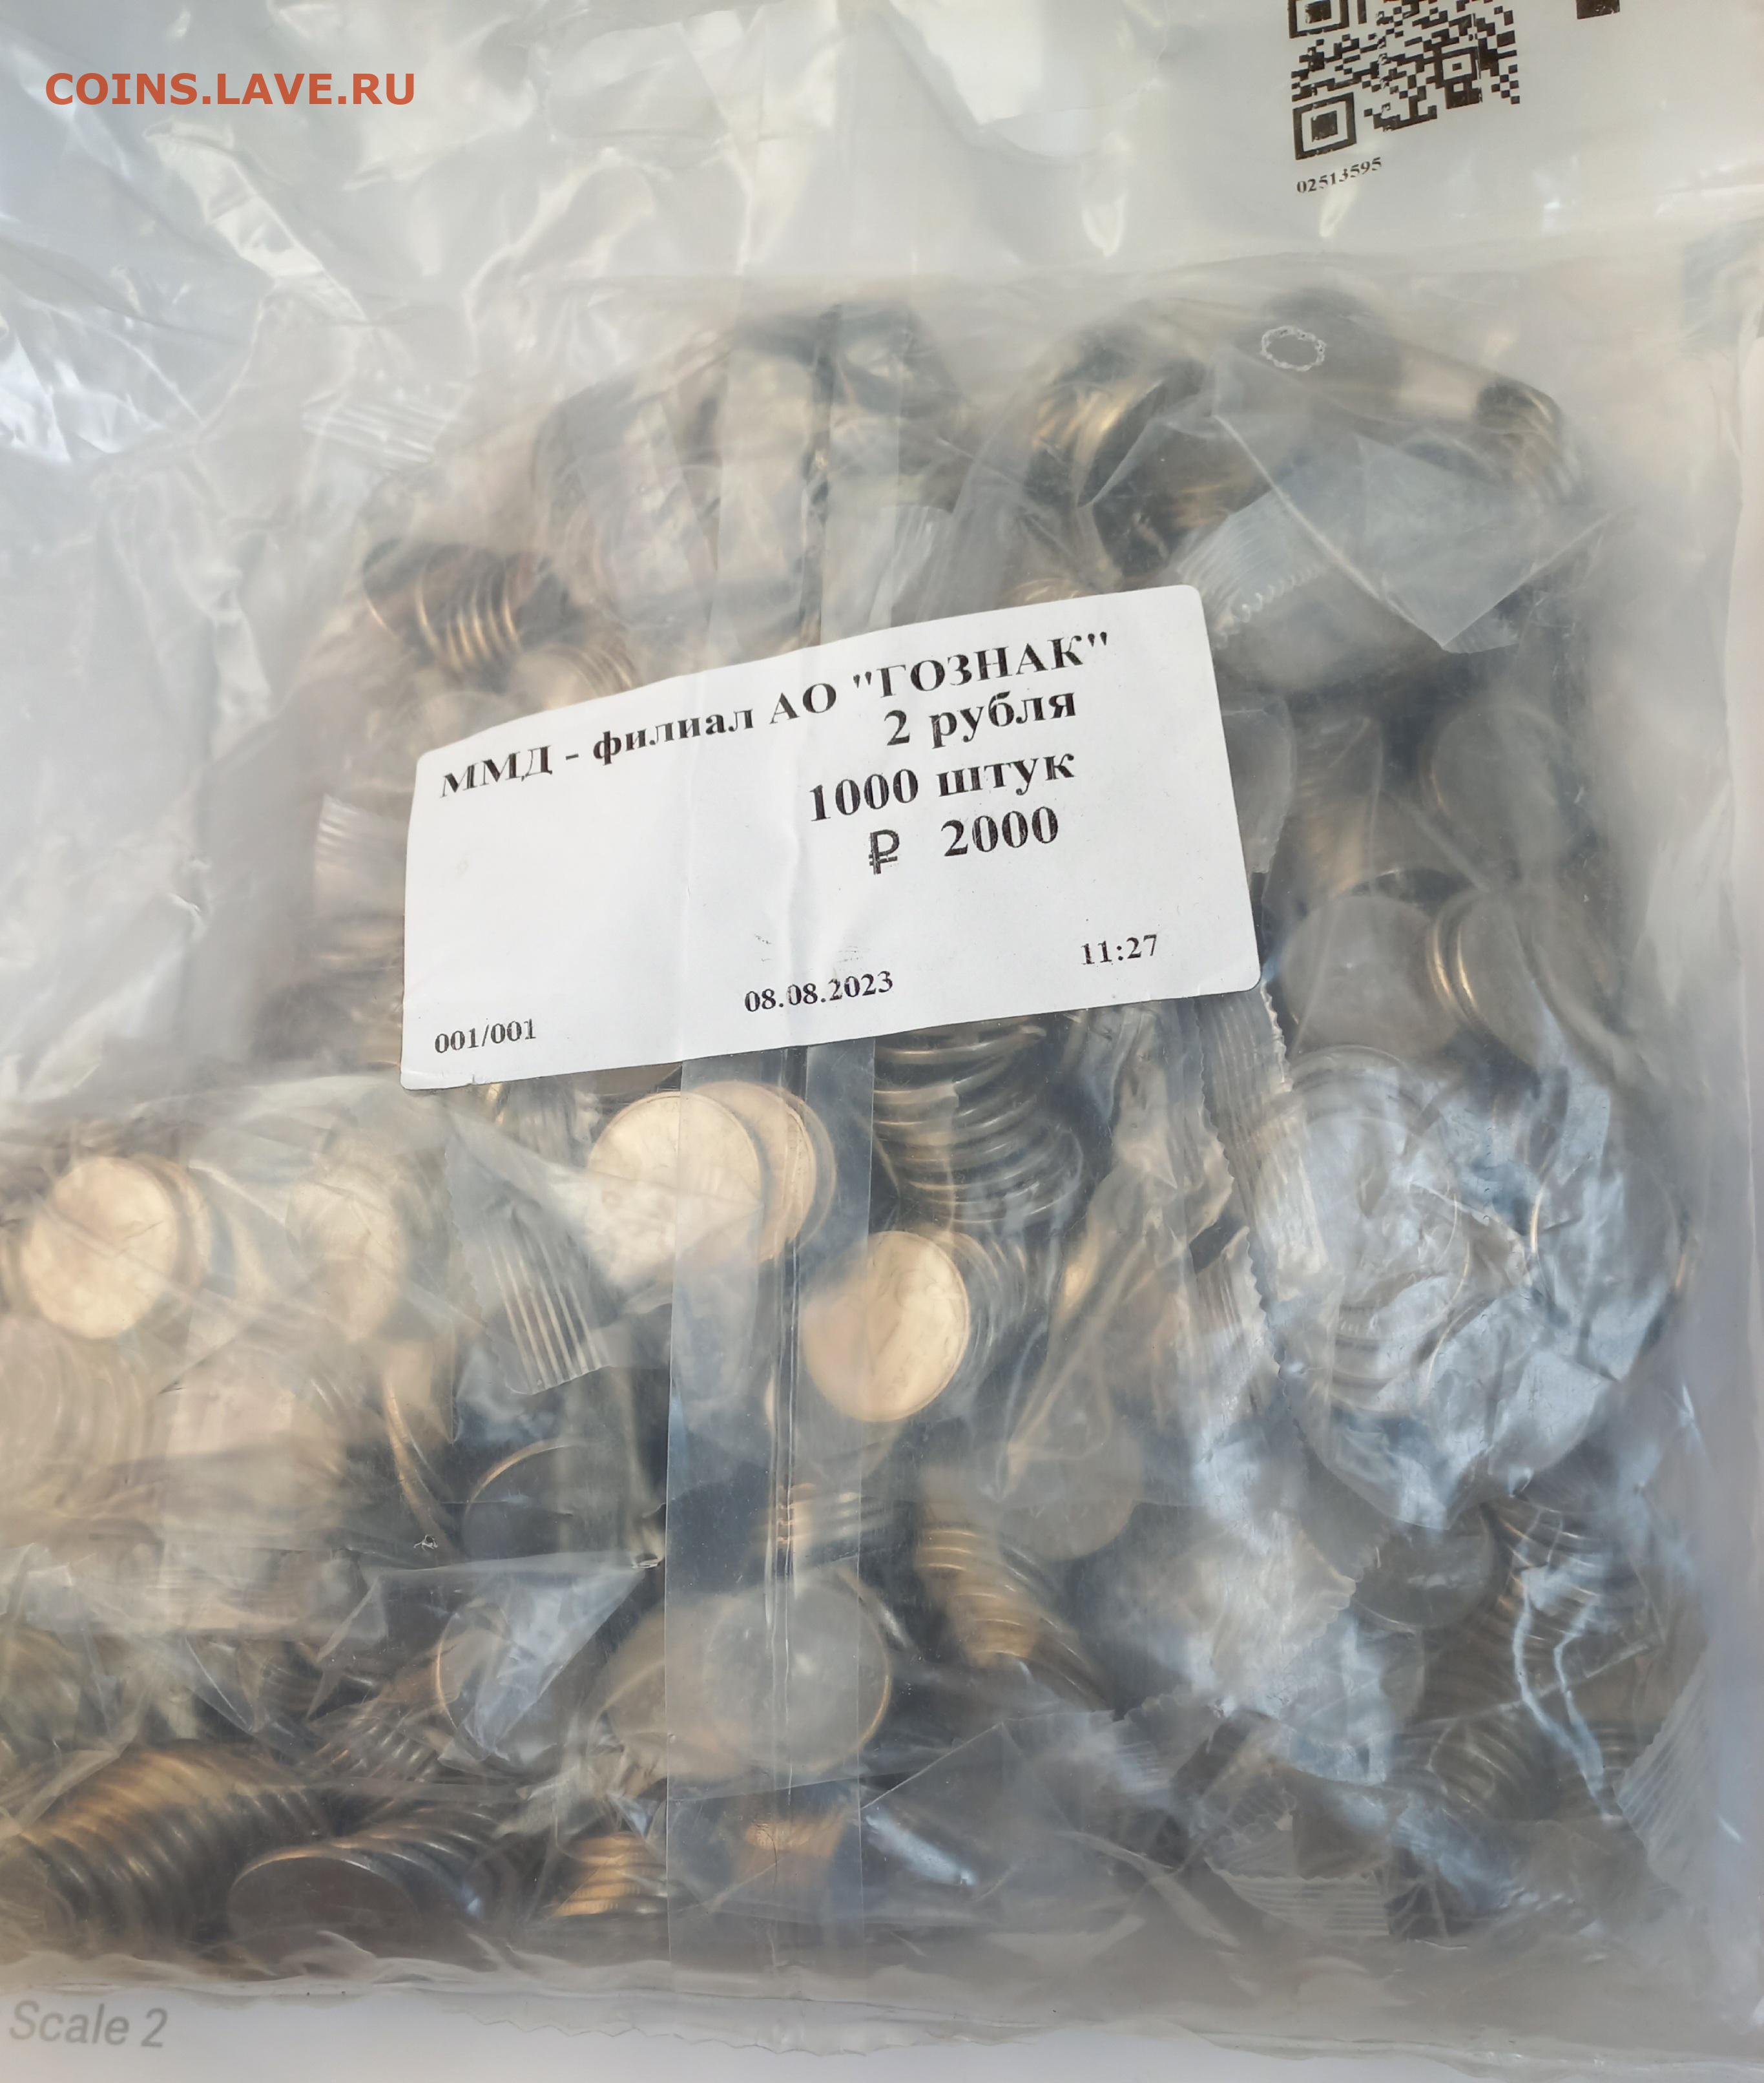 COINS.LAVE.RU
02513595
ММД - филиал АО "ГОЗНАК"
2 рубля
1000 штук
₽ 2000
11:27
08.08.2023
001/001
Scale 2